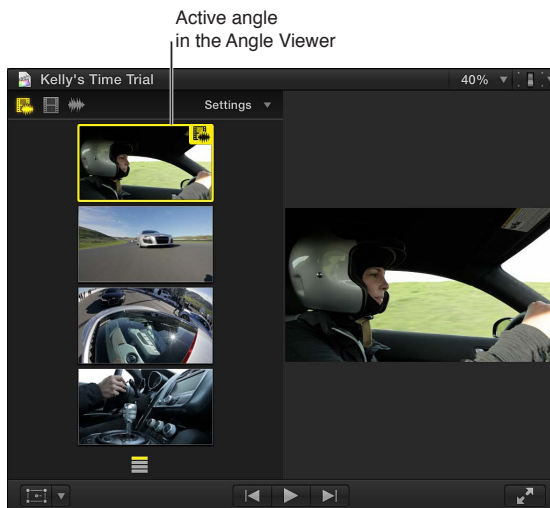 Active angle
in the Angle Viewer
Kelly's Time Trial
40%
Settings